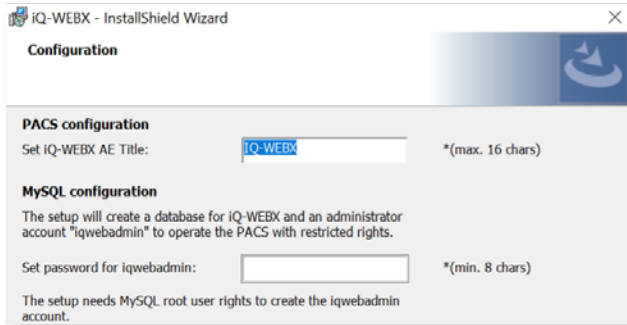 iQ-WEBX - InstallShield Wizard
Configuration
PACS configuration
Set iQ-WEBX AE Title: IQ-WEBX *(max. 16 chars)
MySQL configuration
The setup will create a database for iQ-WEBX and an administrator
account "iqwebadmin" to operate the PACS with restricted rights.
Set password for iqwebadmin: *(min. 8 chars)
The setup needs MySQL root user rights to create the iqwebadmin
account.